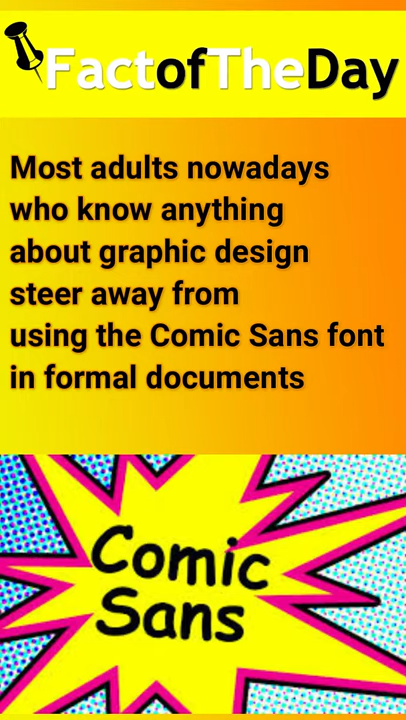 FactofTheDay
Most adults nowadays
who know anything
about graphic design
steer away from
using the Comic Sans font
in formal documents
Comic
Sans